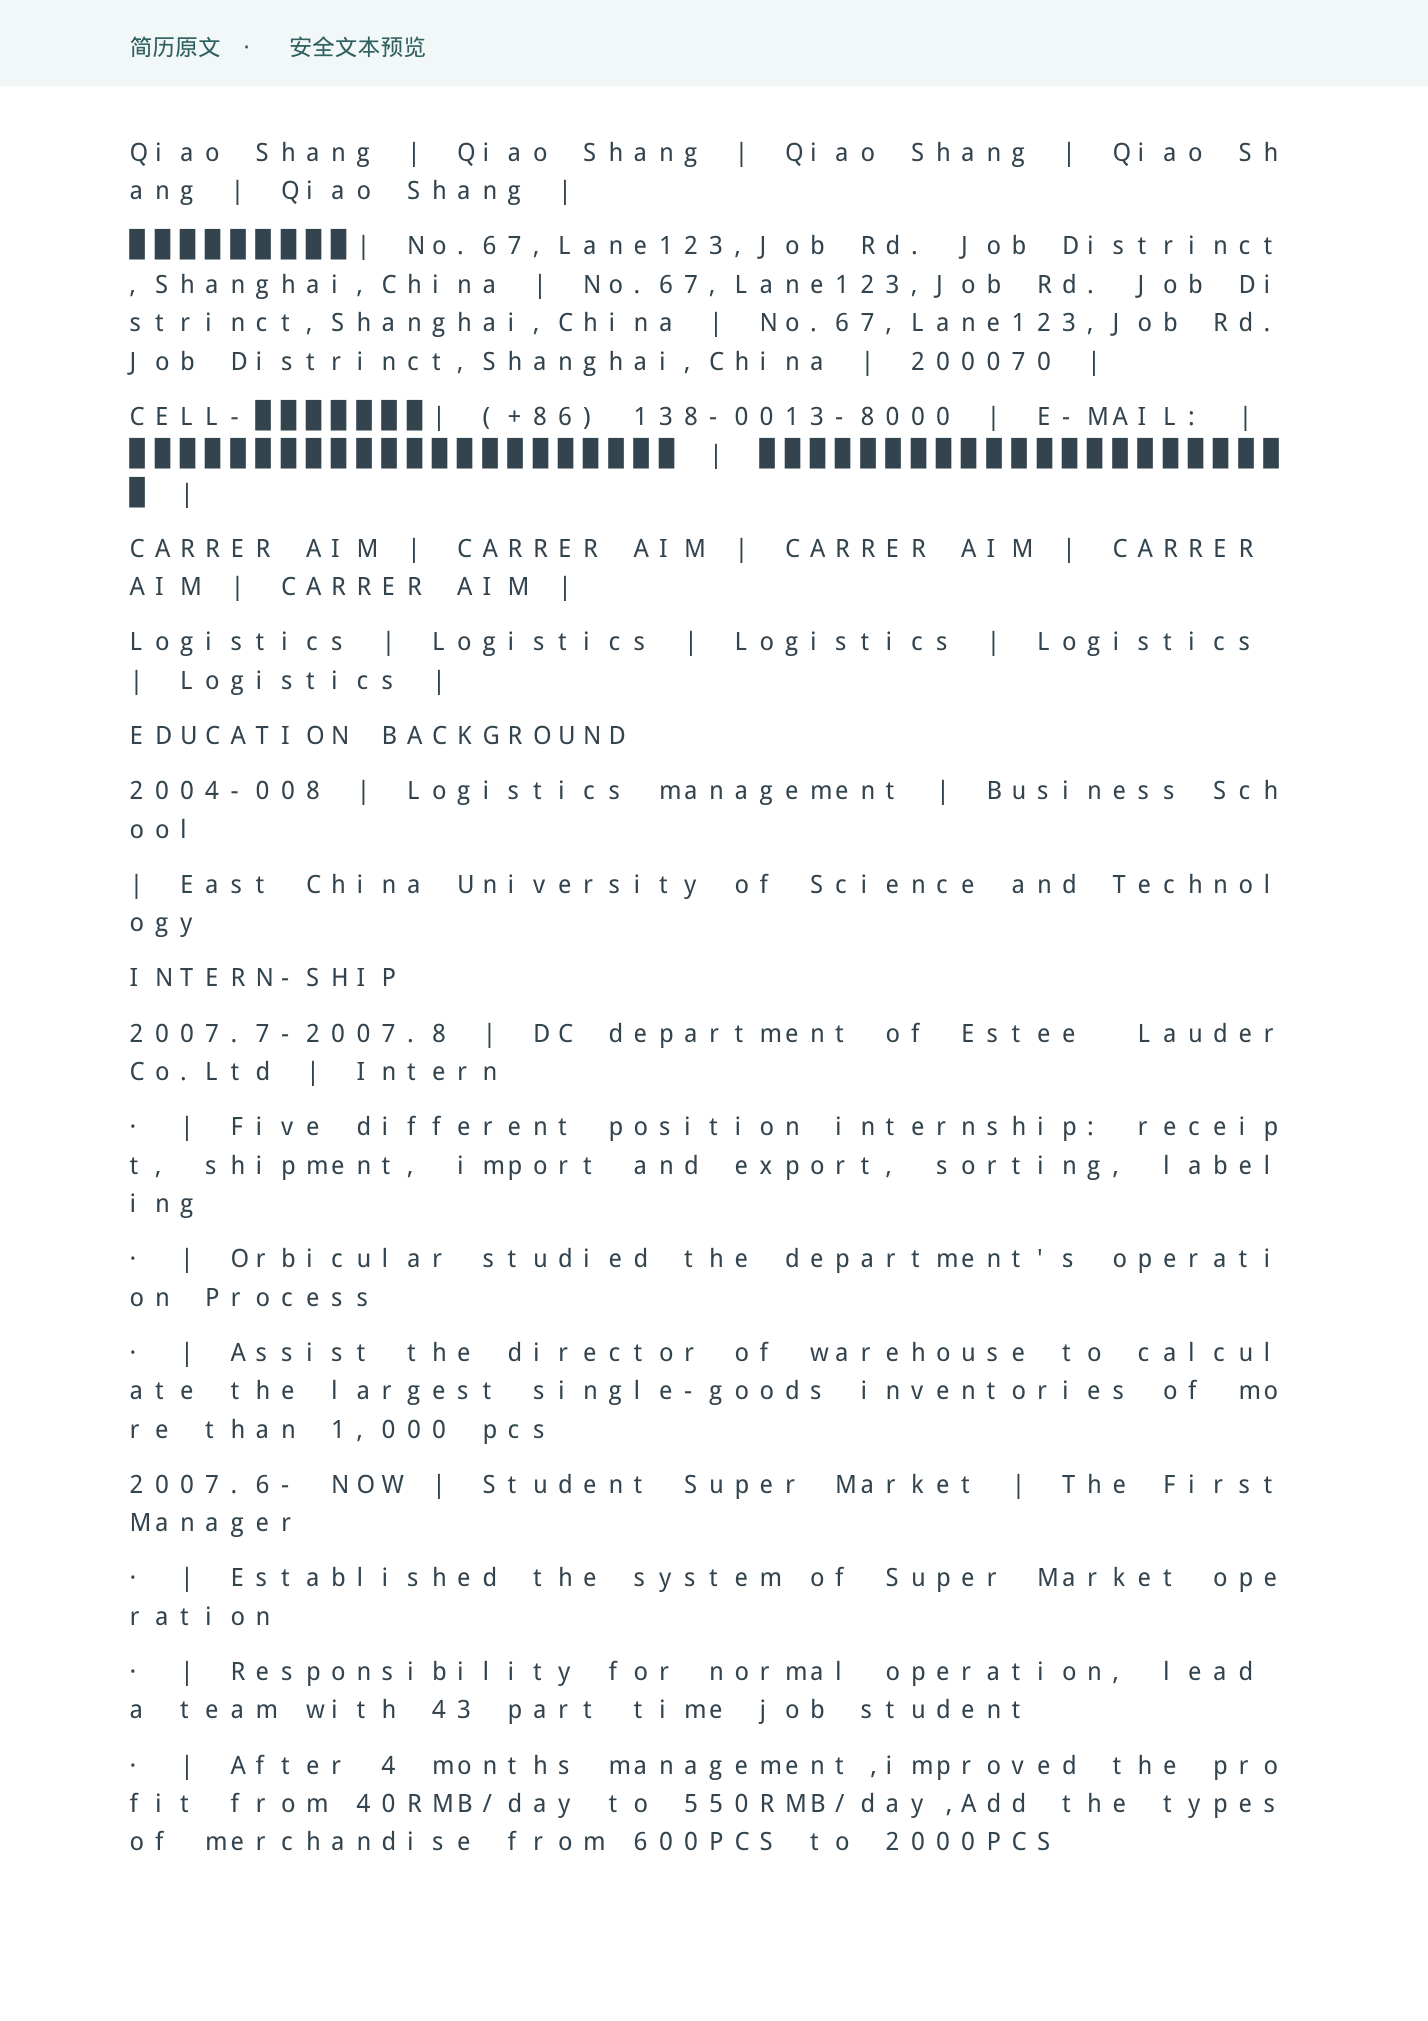 简历原文 · 安全文本预览
Qiao Shang | Qiao Shang | Qiao Shang | Qiao Sh
ang | Qiao Shang |
█████████| No.67,Lane123,Job Rd. Job Distrinct
,Shanghai,China | No.67,Lane123,Job Rd. Job Di
strinct,Shanghai,China | No.67,Lane123,Job Rd.
Job Distrinct,Shanghai,China | 200070 |
CELL-███████| (+86) 138-0013-8000 | E-MAIL: |
██████████████████████ | █████████████████████
█ |
CARRER AIM | CARRER AIM | CARRER AIM | CARRER
AIM | CARRER AIM |
Logistics | Logistics | Logistics | Logistics
| Logistics |
EDUCATION BACKGROUND
2004-008 | Logistics management | Business Sch
ool
| East China University of Science and Technol
ogy
INTERN-SHIP
2007.7-2007.8 | DC department of Estee Lauder
Co.Ltd | Intern
· | Five different position internship: receip
t, shipment, import and export, sorting, label
ing
· | Orbicular studied the department's operati
on Process
· | Assist the director of warehouse to calcul
ate the largest single-goods inventories of mo
re than 1,000 pcs
2007.6- NOW | Student Super Market | The First
Manager
· | Established the system of Super Market ope
ration
· | Responsibility for normal operation, lead
a team with 43 part time job student
· | After 4 months management ,improved the pro
fit from 40RMB/day to 550RMB/day ,Add the types
of merchandise from 600PCS to 2000PCS